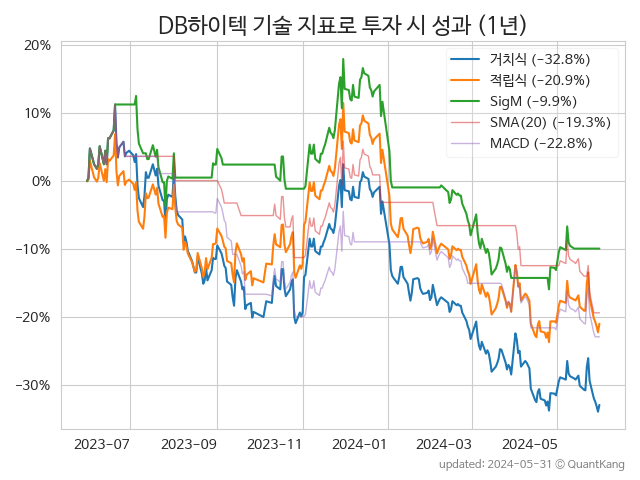 DB하이텍 기술 지표로 투자 시 성과 (1년)
20%
10%
0%
−10%
−20%
−30%
거치식 (−32.8%)
적립식 (−20.9%)
SigM (−9.9%)
SMA(20) (−19.3%)
MACD (−22.8%)
2023−07
2023−09
2023−11
2024−01
2024−03
2024−05
updated: 2024-05-31 © QuantKang